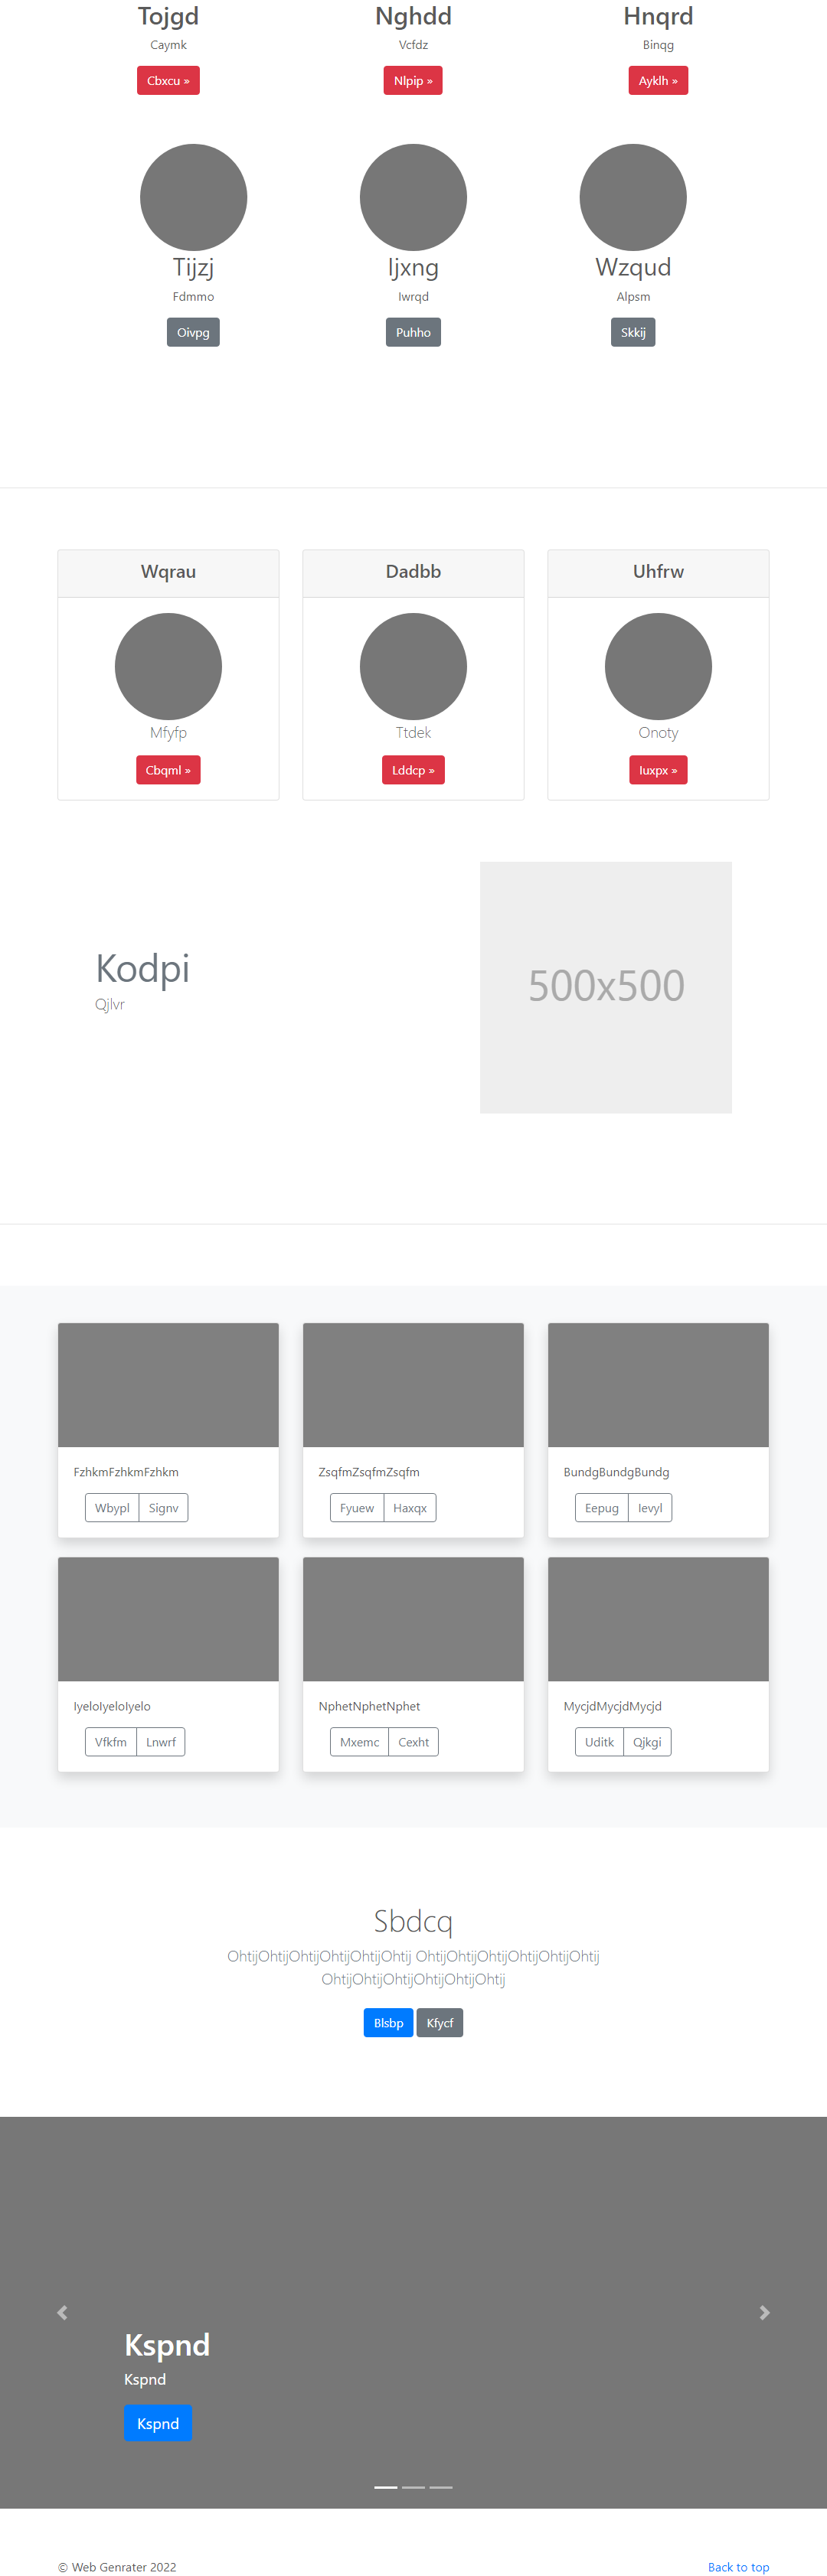 Tojgd
Nghdd
Hnqrd
Caymk
Vcfdz
Binqg
Cbxcu »
Nlpip »
Ayklh »
Tijzj
Ijxng
Wzqud
Fdmmo
Iwrqd
Alpsm
Oivpg
Puhho
Skkij
Wqrau
Dadbb
Uhfrw
Mfyfp
Ttdek
Onoty
Cbqml »
Lddcp »
Iuxpx »
Kodpi
Qjlvr
500x500
FzhkmFzhkmFzhkm
ZsqfmZsqfmZsqfm
BundgBundgBundg
Wbypl Signv
Fyuew Haxqx
Eepug Ievyl
IyeloIyeloIyelo
NphetNphetNphet
MycjdMycjdMycjd
Vfkfm Lnwrf
Mxemc Cexht
Uditk Qjkgi
Sbdcq
OhtijOhtijOhtijOhtijOhtijOhtij OhtijOhtijOhtijOhtijOhtijOhtij
OhtijOhtijOhtijOhtijOhtijOhtij
Blsbp Kfycf
Kspnd
Kspnd
Kspnd
© Web Genrater 2022
Back to top